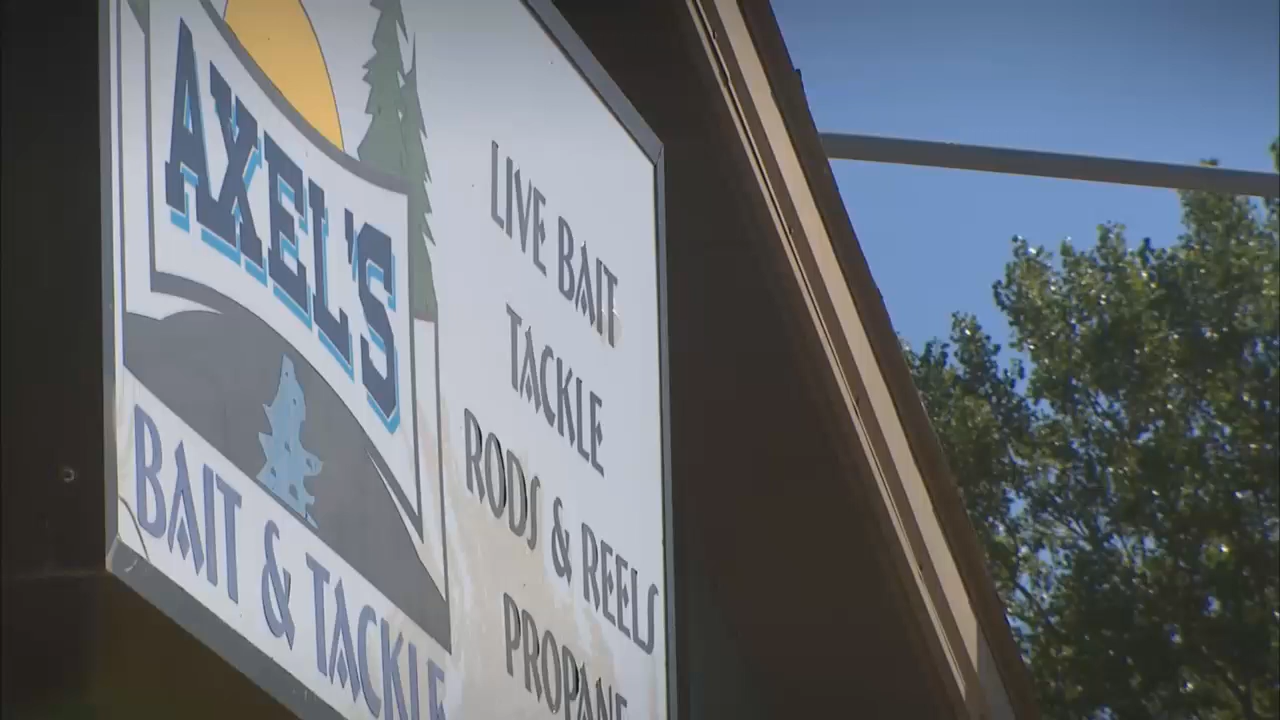 AXEL'S
BAIT & TACKLE
LIVE BAIT
TACKLE
RODS & REELS
PROPANE